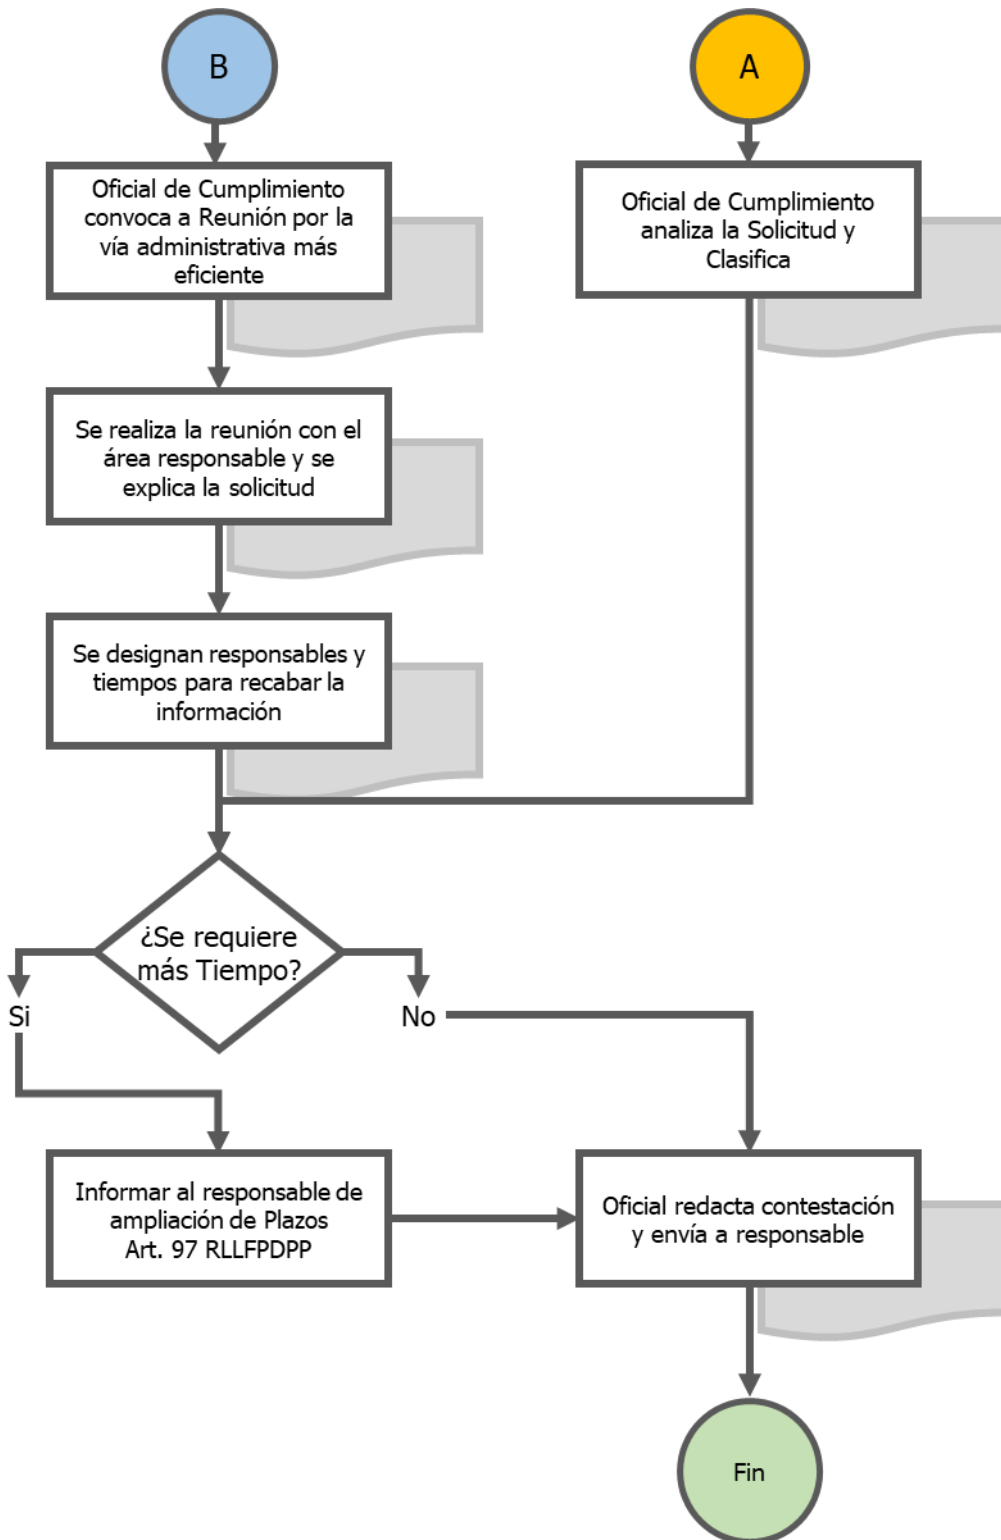 B
A
Oficial de Cumplimiento
convoca a Reunión por la
vía administrativa más
eficiente
Oficial de Cumplimiento
analiza la Solicitud y
Clasifica
Se realiza la reunión con el
área responsable y se
explica la solicitud
Se designan responsables y
tiempos para recabar la
información
¿Se requiere
más Tiempo?
Si
No
Informar al responsable de
ampliación de Plazos
Art. 97 RLLFPDPP
Oficial redacta contestación
y envía a responsable
Fin